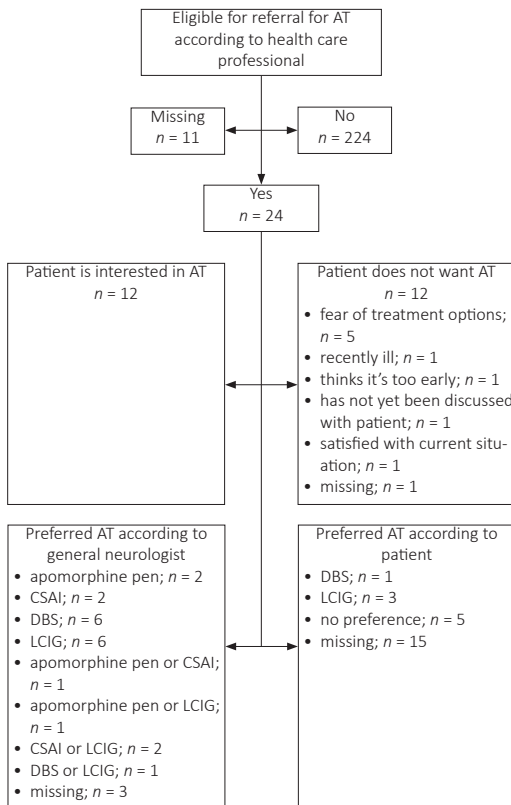 Eligible for referral for AT
according to health care
professional
Missing
n = 11
No
n = 224
Yes
n = 24
Patient is interested in AT
n = 12
Patient does not want AT
n = 12
• fear of treatment options;
n = 5
• recently ill; n = 1
• thinks it's too early; n = 1
• has not yet been discussed
with patient; n = 1
• satisfied with current situ-
ation; n = 1
• missing; n = 1
Preferred AT according to
general neurologist
• apomorphine pen; n = 2
• CSAI; n = 2
• DBS; n = 6
• LCIG; n = 6
• apomorphine pen or CSAI;
n = 1
• apomorphine pen or LCIG;
n = 1
• CSAI or LCIG; n = 2
• DBS or LCIG; n = 1
• missing; n = 3
Preferred AT according to
patient
• DBS; n = 1
• LCIG; n = 3
• no preference; n = 5
• missing; n = 15